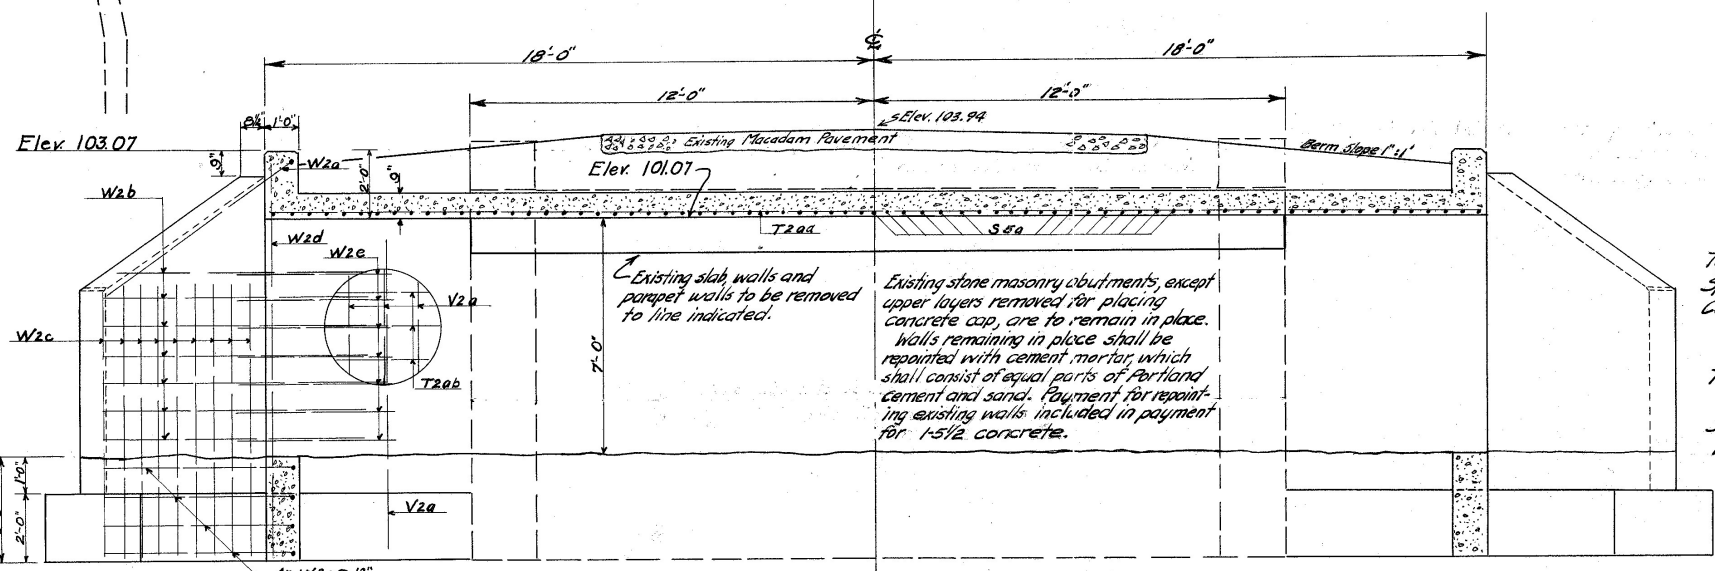 18'-0"
℄
18'-0"
12'-0"
12'-0"
1'-0"
Elev. 103.94
Elev. 103.07
Existing Macadam Pavement
Berm Slope 1":1'
9"
W2a
2'-0"
9"
Elev. 101.07
W2b
T2aa
S5a
W2d
W2e
Existing slab, walls and
parapet walls to be removed
to line indicated.
Existing stone masonry abutments, except
upper layers removed for placing
concrete cap, are to remain in place.
Walls remaining in place shall be
repointed with cement mortar, which
shall consist of equal parts of Portland
cement and sand. Payment for repoint-
ing existing walls included in payment
for 1-5½ concrete.
V2a
W2c
7'-0"
T2ab
1'-0"
2'-0"
V2a